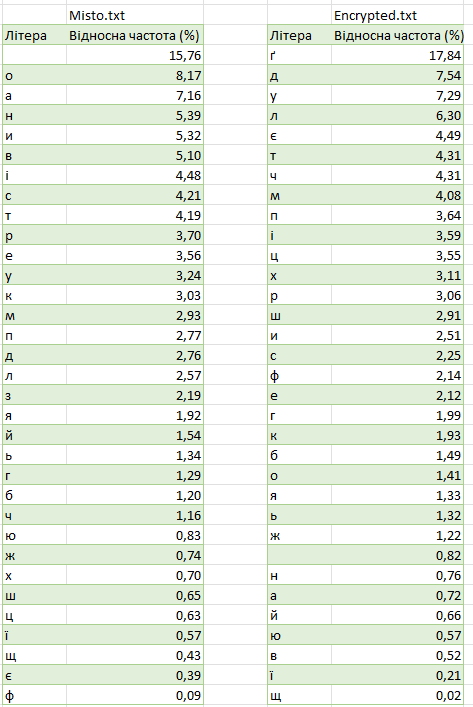 Misto.txt Encrypted.txt
Літера Відносна частота (%) Літера Відносна частота (%)
15,76 ґ 17,84
о 8,17 д 7,54
а 7,16 у 7,29
н 5,39 л 6,30
и 5,32 є 4,49
в 5,10 т 4,31
і 4,48 ч 4,31
с 4,21 м 4,08
т 4,19 п 3,64
р 3,70 і 3,59
е 3,56 ц 3,55
у 3,24 х 3,11
к 3,03 р 3,06
м 2,93 ш 2,91
п 2,77 и 2,51
д 2,76 с 2,25
л 2,57 ф 2,14
з 2,19 е 2,12
я 1,92 г 1,99
й 1,54 к 1,93
ь 1,34 б 1,49
г 1,29 о 1,41
б 1,20 я 1,33
ч 1,16 ь 1,32
ю 0,83 ж 1,22
ж 0,74 0,82
х 0,70 н 0,76
ш 0,65 а 0,72
ц 0,63 й 0,66
ї 0,57 ю 0,57
щ 0,43 в 0,52
є 0,39 ї 0,21
ф 0,09 щ 0,02